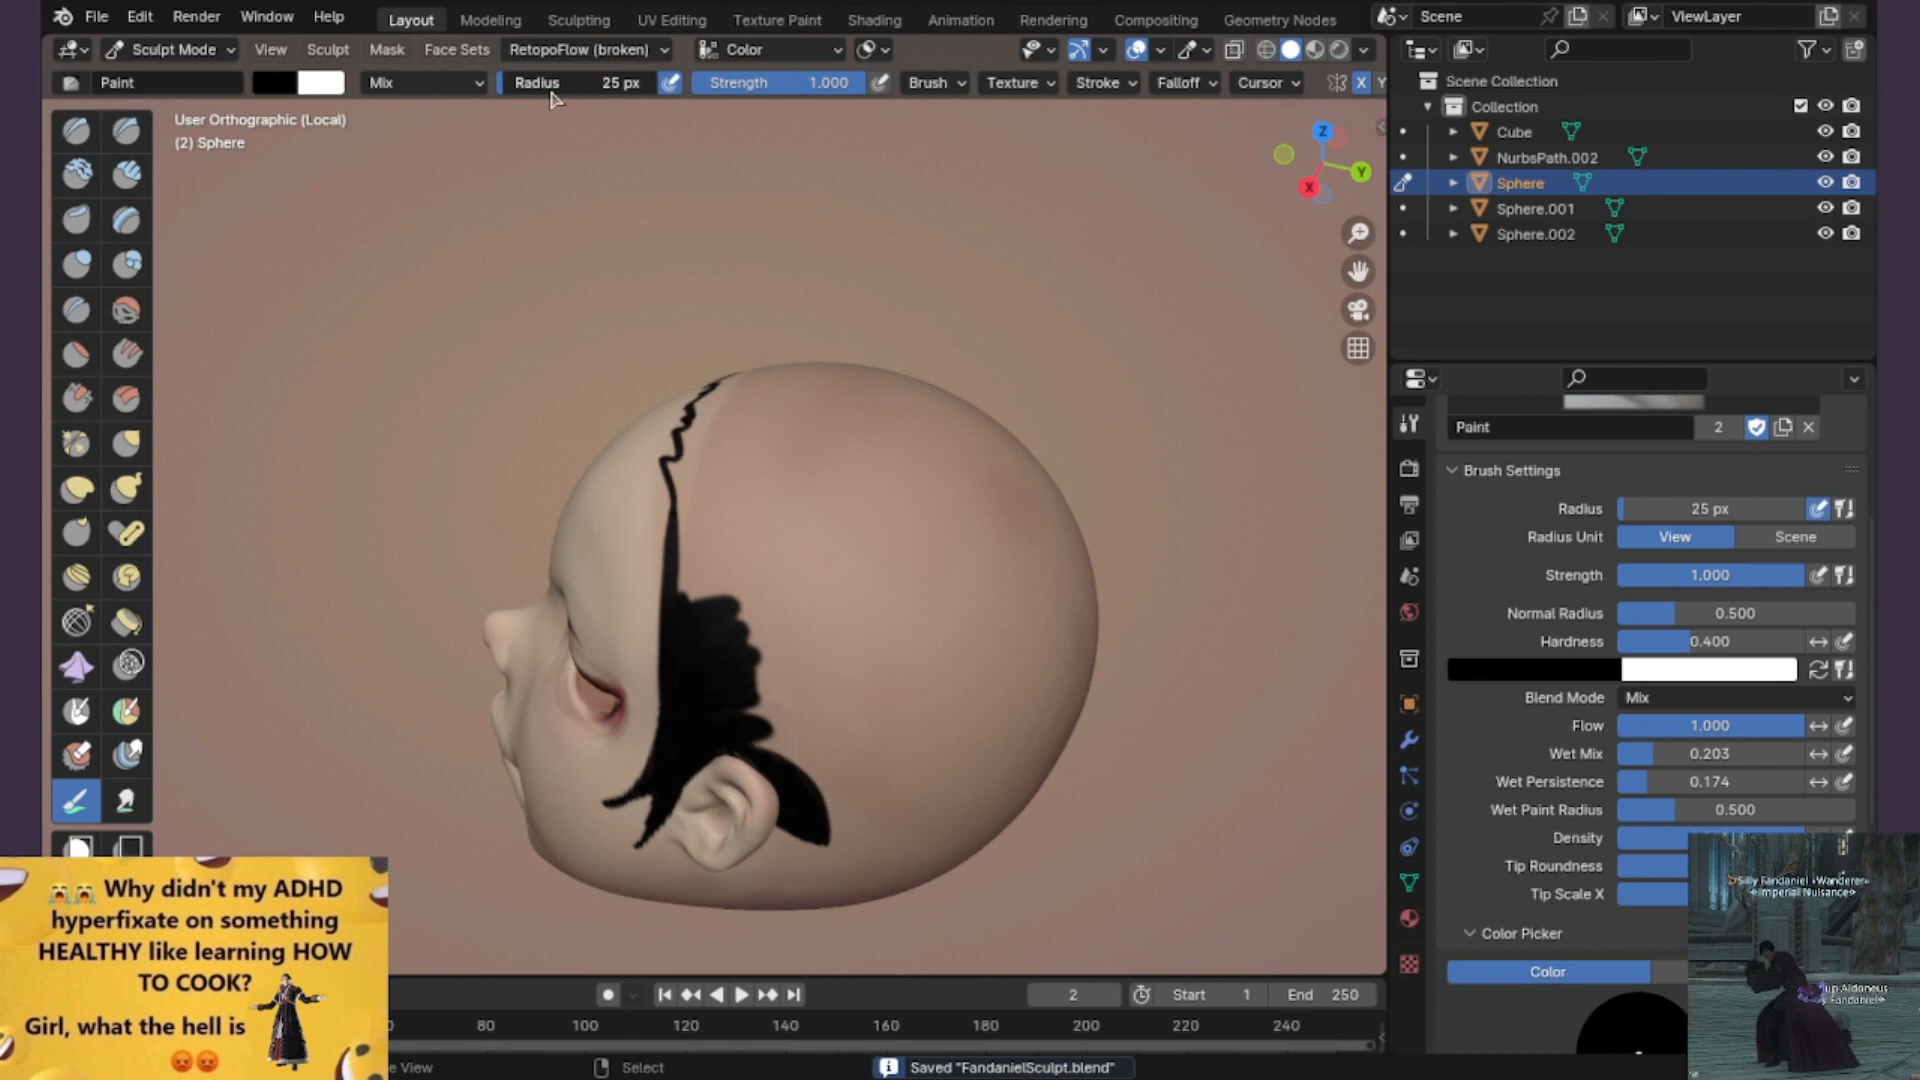 File Edit Render Window Help Layout Modeling Sculpting UV Editing Texture Paint Shading Animation Rendering Compositing Geometry Nodes Scene ViewLayer
Sculpt Mode View Sculpt Mask Face Sets RetopoFlow (broken) Color
Paint Mix Radius 25 px Strength 1.000 Brush Texture Stroke Falloff Cursor X Y
User Orthographic (Local)
(2) Sphere
Z
Y
X
Scene Collection
Collection
Cube
NurbsPath.002
Sphere
Sphere.001
Sphere.002
Paint 2
Brush Settings
Radius 25 px
Radius Unit View Scene
Strength 1.000
Normal Radius 0.500
Hardness 0.400
Blend Mode Mix
Flow 1.000
Wet Mix 0.203
Wet Persistence 0.174
Wet Paint Radius 0.500
Density
Tip Roundness
Tip Scale X
Color Picker
Color
😭😭 Why didn't my ADHD
hyperfixate on something
HEALTHY like learning HOW
TO COOK?
Girl, what the hell is
😡😡
Silly Fandaniel «Wanderer»
«Imperial Nuisance»
2 Start 1 End 250
0 80 100 120 140 160 180 200 220 240
e View Select Saved "FandanielSculpt.blend"